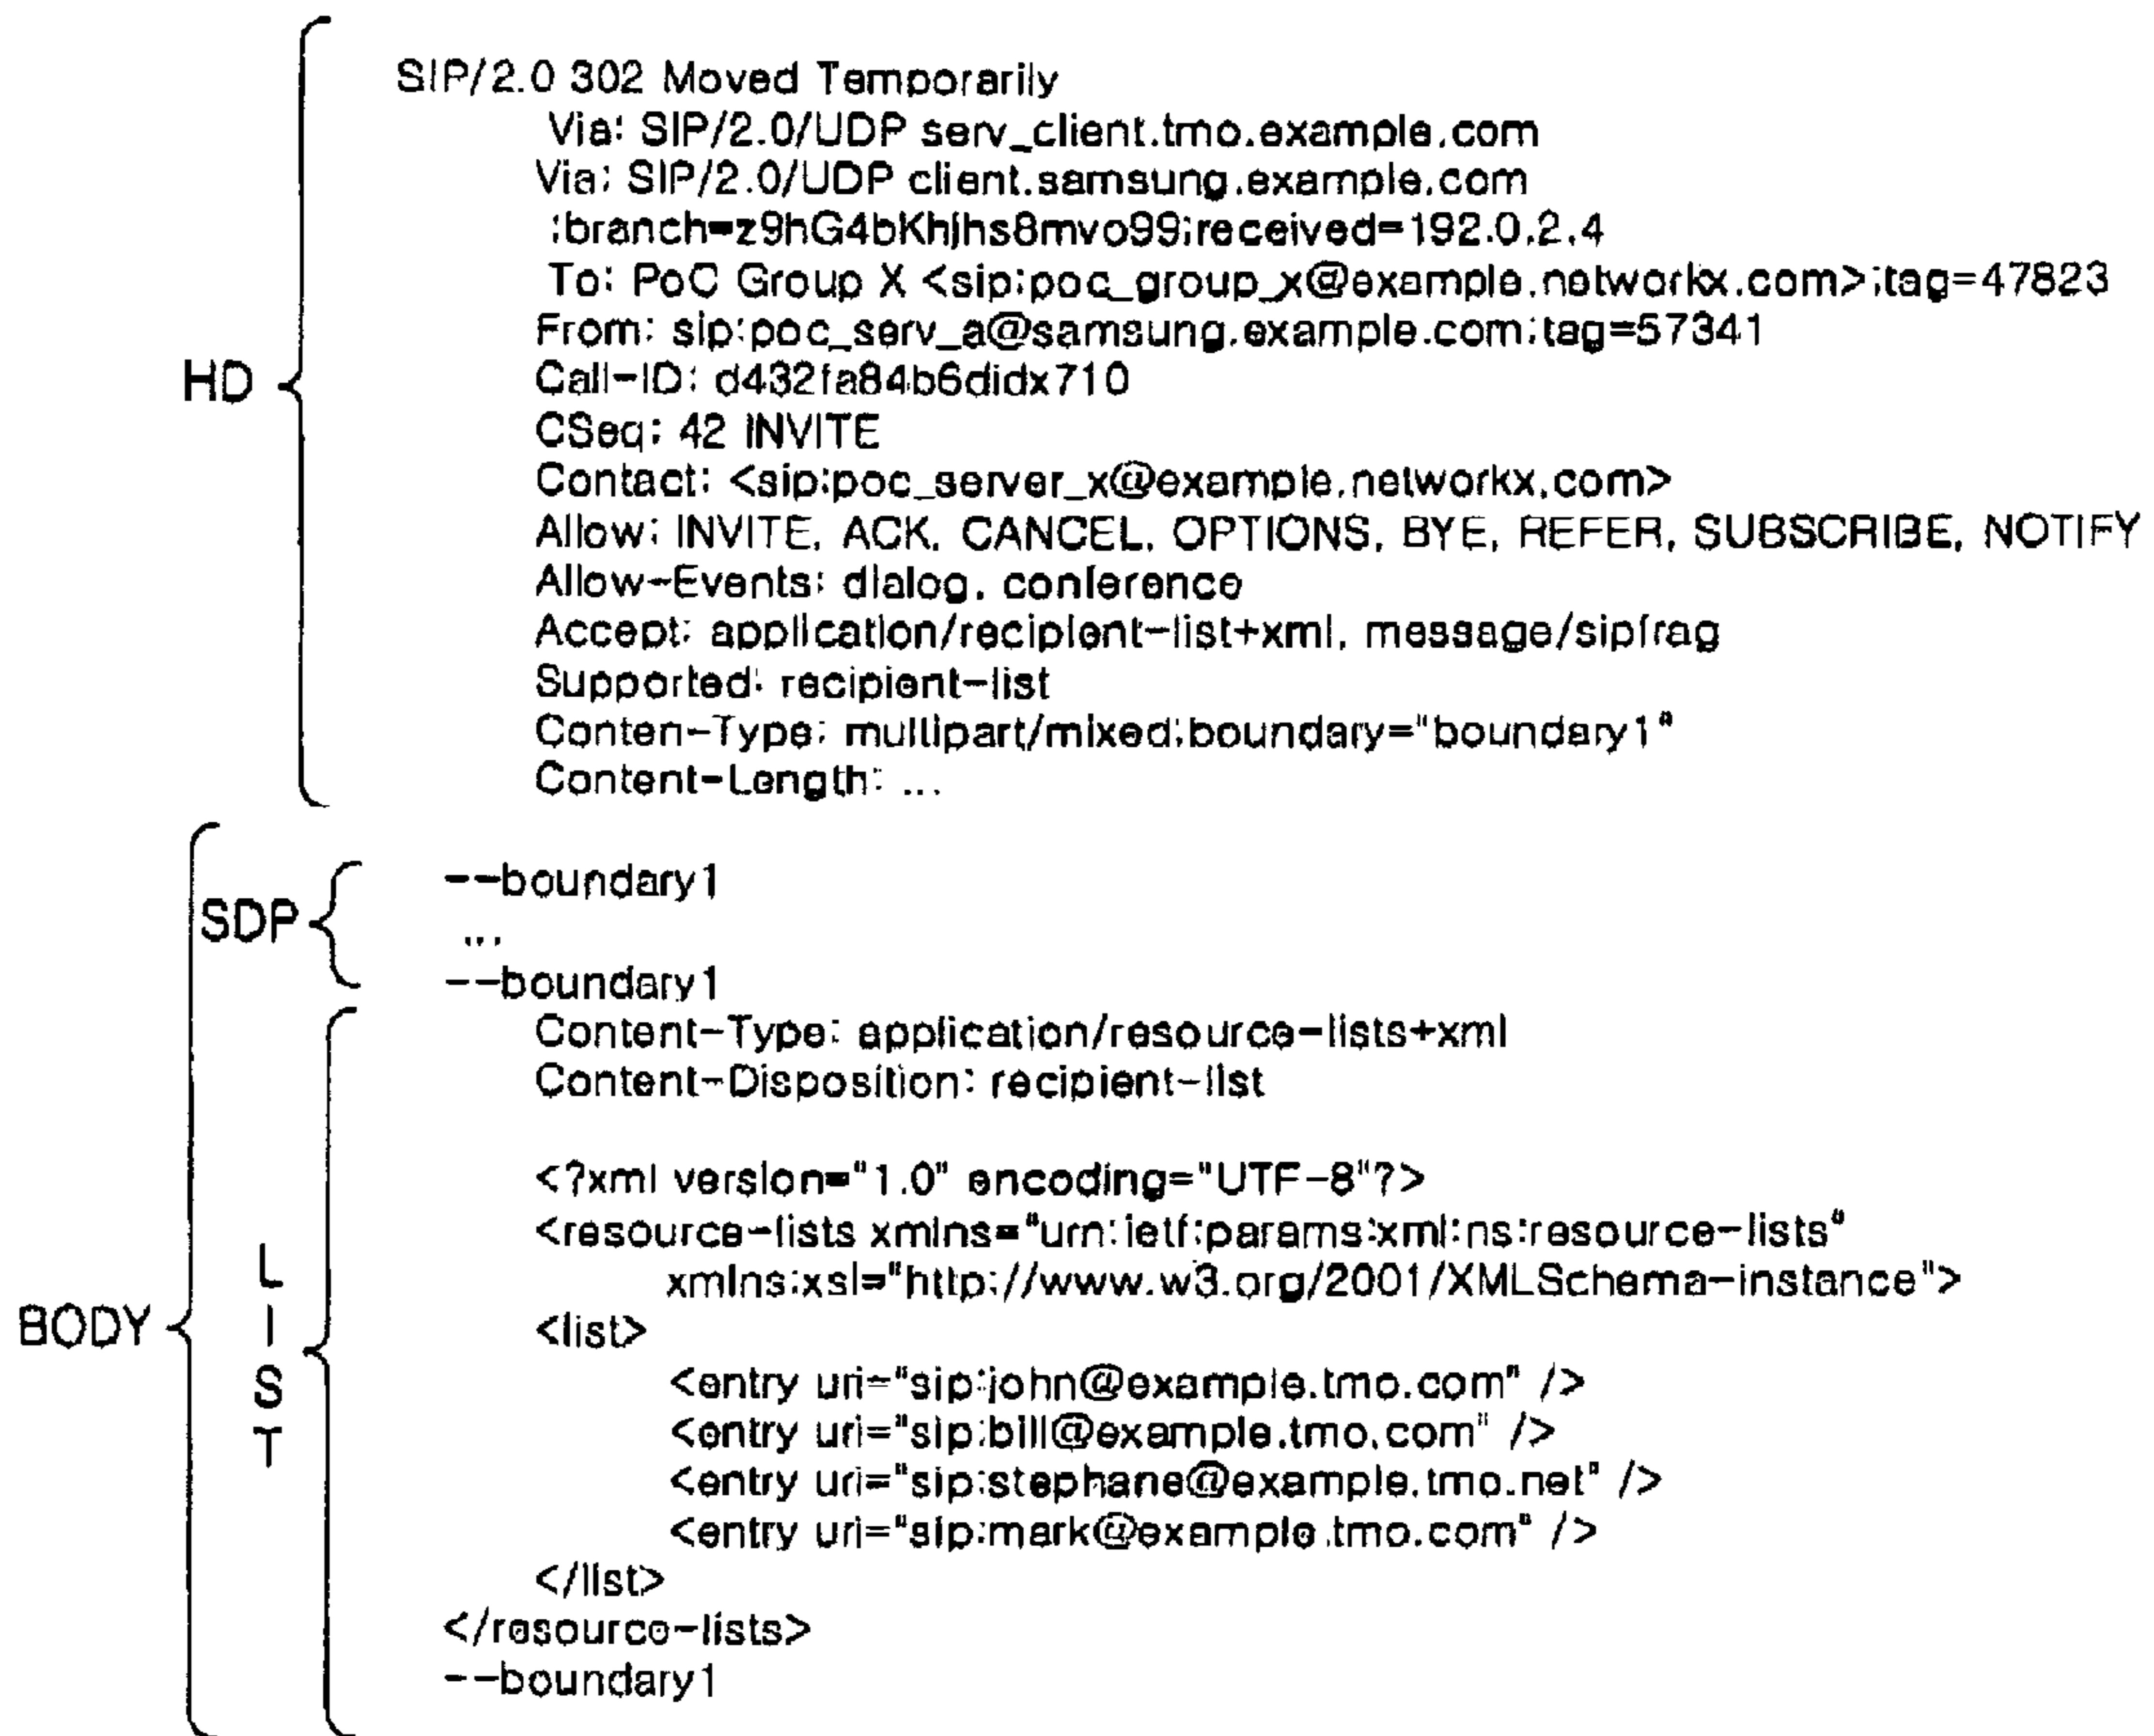 SIP/2.0 302 Moved Temporarily
Via: SIP/2.0/UDP serv_client.tmo.example.com
Via: SIP/2.0/UDP client.samsung.example.com
;branch=z9hG4bKhjhs8mvo99;received=192.0.2.4
To: PoC Group X <sip:poc_group_x@example.networkx.com>;tag=47823
From: sip:poc_serv_a@samsung.example.com;tag=57341
HD
Call-ID: d432fa84b6didx710
CSeq: 42 INVITE
Contact: <sip:poc_server_x@example.networkx.com>
Allow: INVITE, ACK, CANCEL, OPTIONS, BYE, REFER, SUBSCRIBE, NOTIFY
Allow-Events: dialog, conference
Accept: application/recipient-list+xml, message/sipfrag
Supported: recipient-list
Conten-Type: multipart/mixed;boundary="boundary1"
Content-Length: ...
--boundary1
SDP
...
--boundary1
Content-Type: application/resource-lists+xml
Content-Disposition: recipient-list
<?xml version="1.0" encoding="UTF-8"?>
<resource-lists xmlns="urn:ietf:params:xml:ns:resource-lists"
xmlns:xsl="http://www.w3.org/2001/XMLSchema-instance">
BODY
LIST
<list>
<entry uri="sip:john@example.tmo.com" />
<entry uri="sip:bill@example.tmo.com" />
<entry uri="sip:stephane@example.tmo.net" />
<entry uri="sip:mark@example.tmo.com" />
</list>
</resource-lists>
--boundary1